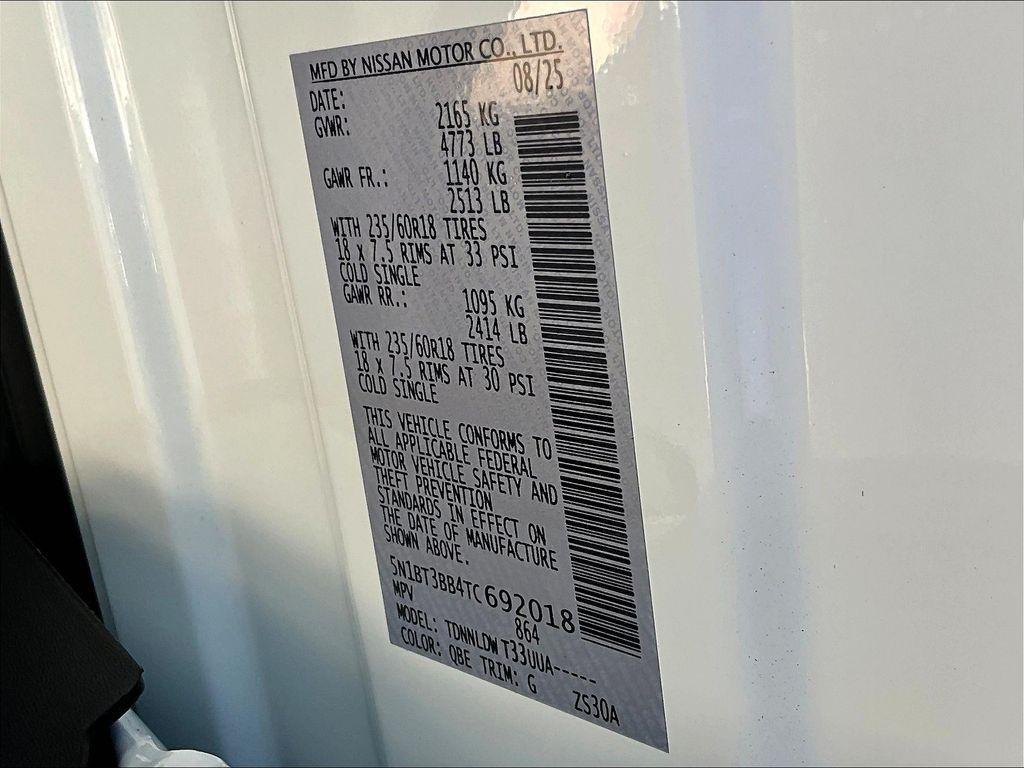 MFD BY NISSAN MOTOR CO., LTD.
DATE: 08/25
GVWR: 2165 KG
4773 LB
GAWR FR.: 1140 KG
2513 LB
WITH 235/60R18 TIRES
18 x 7.5 RIMS AT 33 PSI
COLD SINGLE
GAWR RR.: 1095 KG
2414 LB
WITH 235/60R18 TIRES
18 x 7.5 RIMS AT 30 PSI
COLD SINGLE
THIS VEHICLE CONFORMS TO
ALL APPLICABLE FEDERAL
MOTOR VEHICLE SAFETY AND
THEFT PREVENTION
STANDARDS IN EFFECT ON
THE DATE OF MANUFACTURE
SHOWN ABOVE.
5N1BT3BB4TC692018
MPV 864
MODEL: TDNNLDWT33UUA-----
COLOR: QBE TRIM: G ZS30A